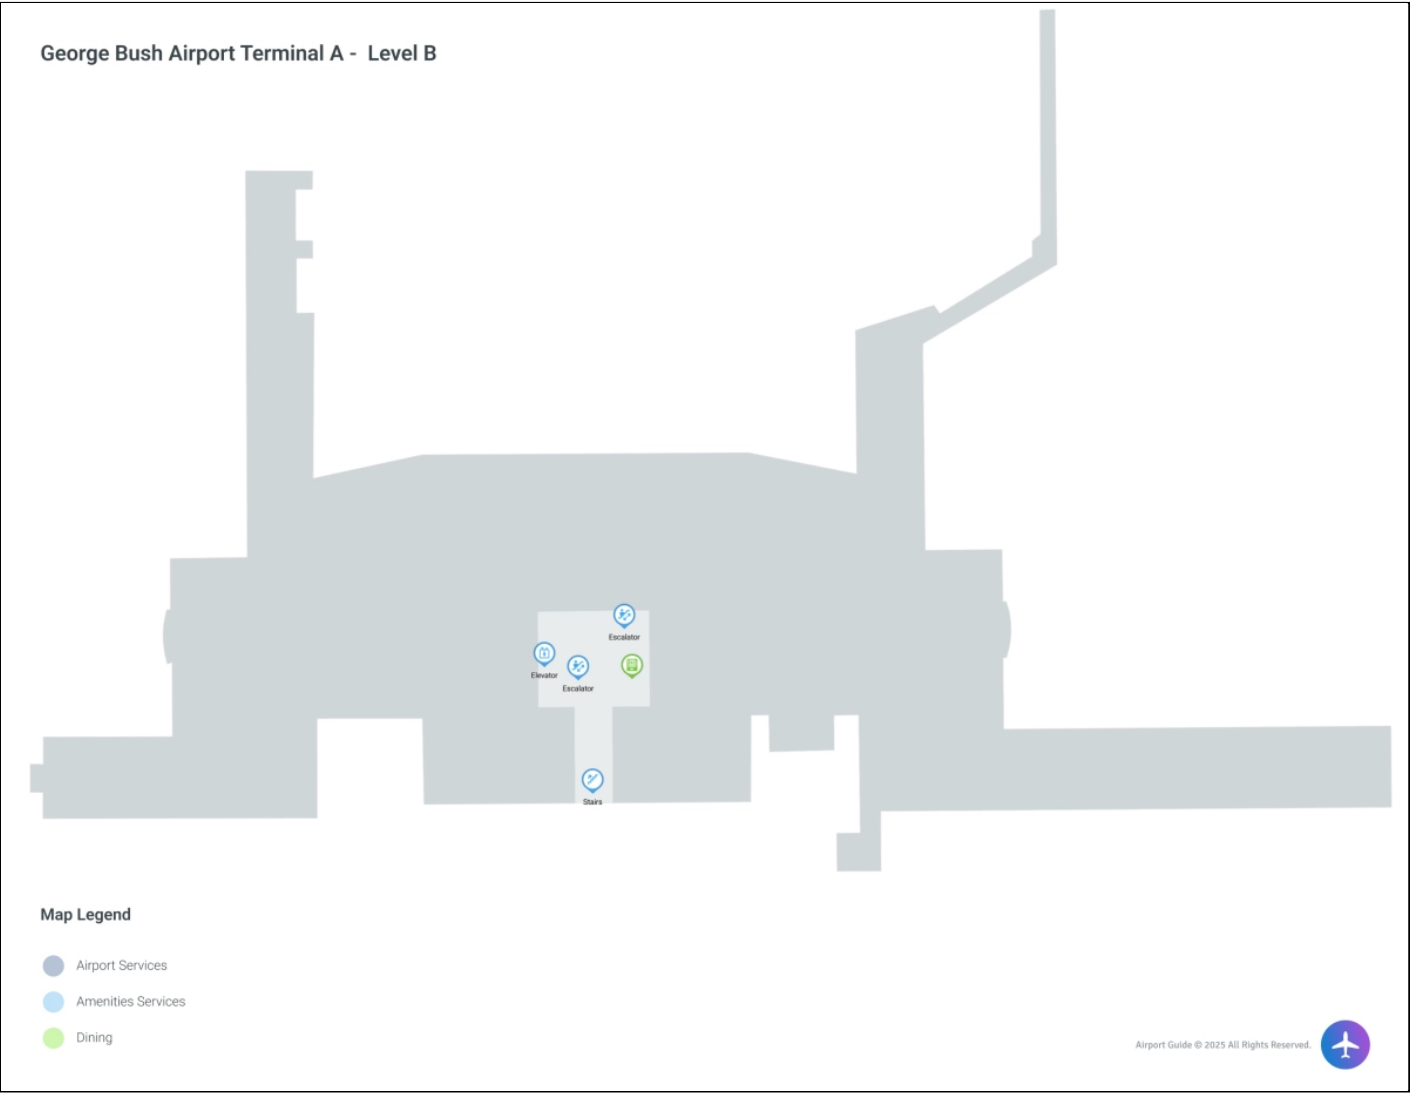 George Bush Airport Terminal A -  Level B
Escalator
Elevator
Escalator
Stairs
Map Legend
Airport Services
Amenities Services
Dining
Airport Guide © 2025 All Rights Reserved.